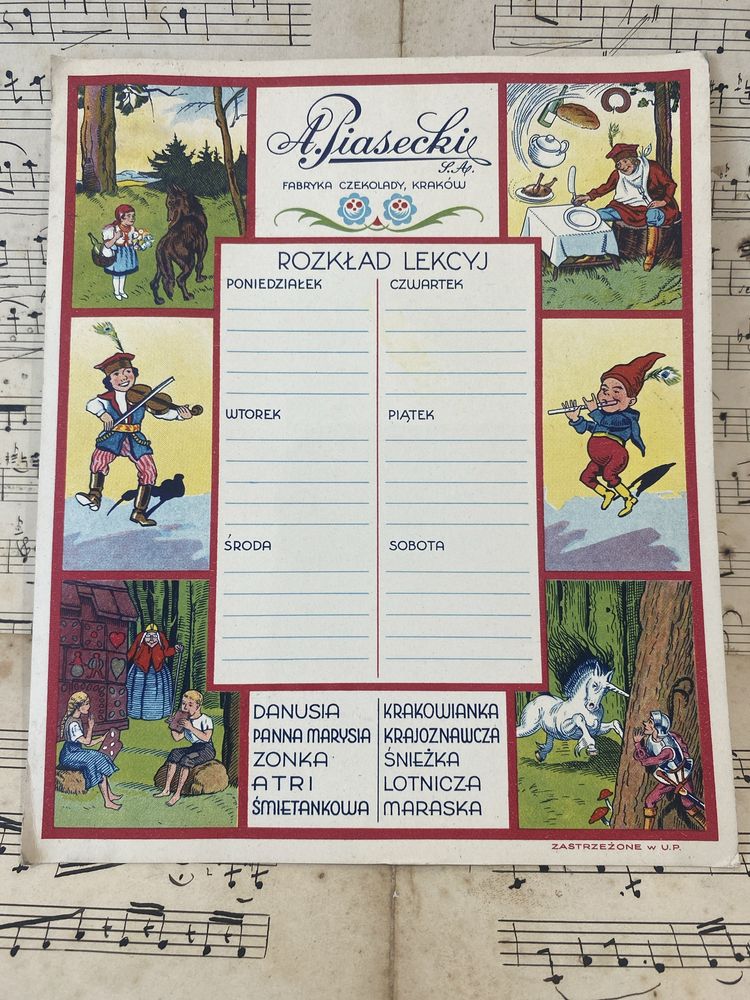 A. Piasecki
S.A.
FABRYKA CZEKOLADY, KRAKÓW
ROZKŁAD LEKCYJ
PONIEDZIAŁEK
WTOREK
ŚRODA
CZWARTEK
PIĄTEK
SOBOTA
DANUSIA
PANNA MARYSIA
ZONKA
ATRI
ŚMIETANKOWA
KRAKOWIANKA
KRAJOZNAWCZA
ŚNIEŻKA
LOTNICZA
MARASKA
ZASTRZEŻONE W U.P.